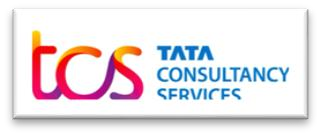 tcs
TATA
CONSULTANCY
SERVICES